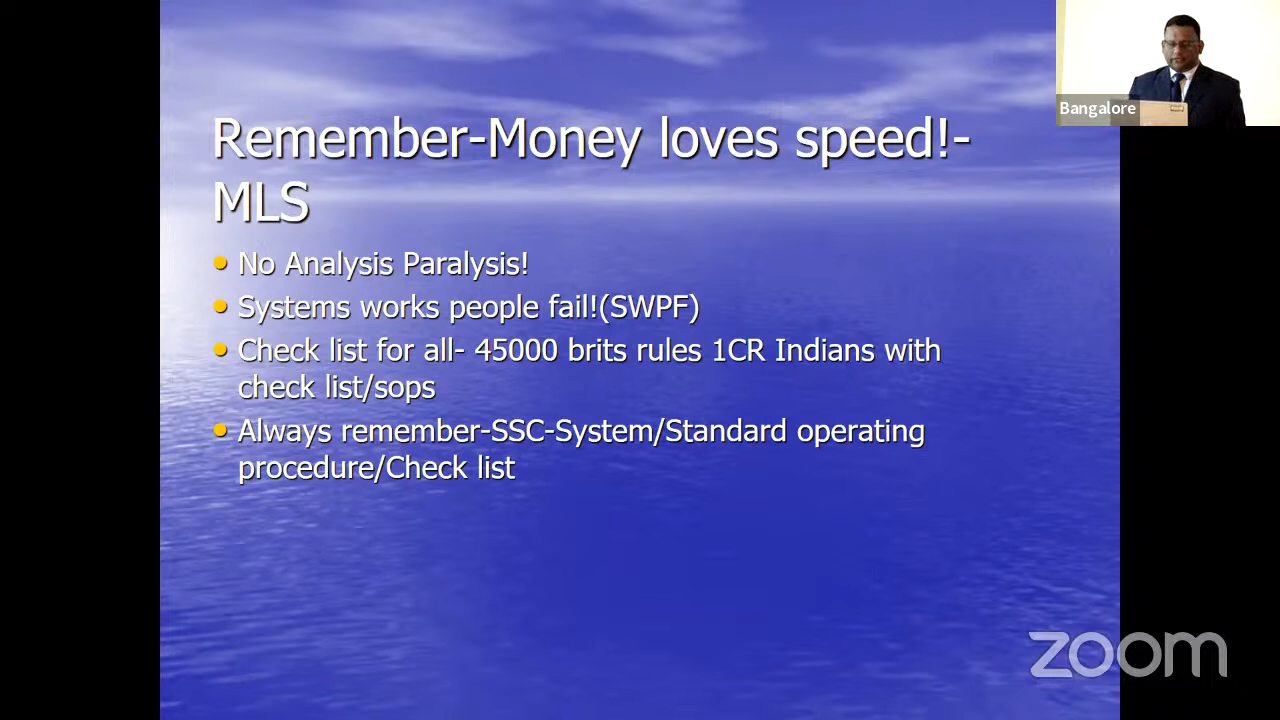 Bangalore
Remember-Money loves speed!-
MLS
No Analysis Paralysis!
Systems works people fail!(SWPF)
Check list for all- 45000 brits rules 1CR Indians with
check list/sops
Always remember-SSC-System/Standard operating
procedure/Check list
zoom